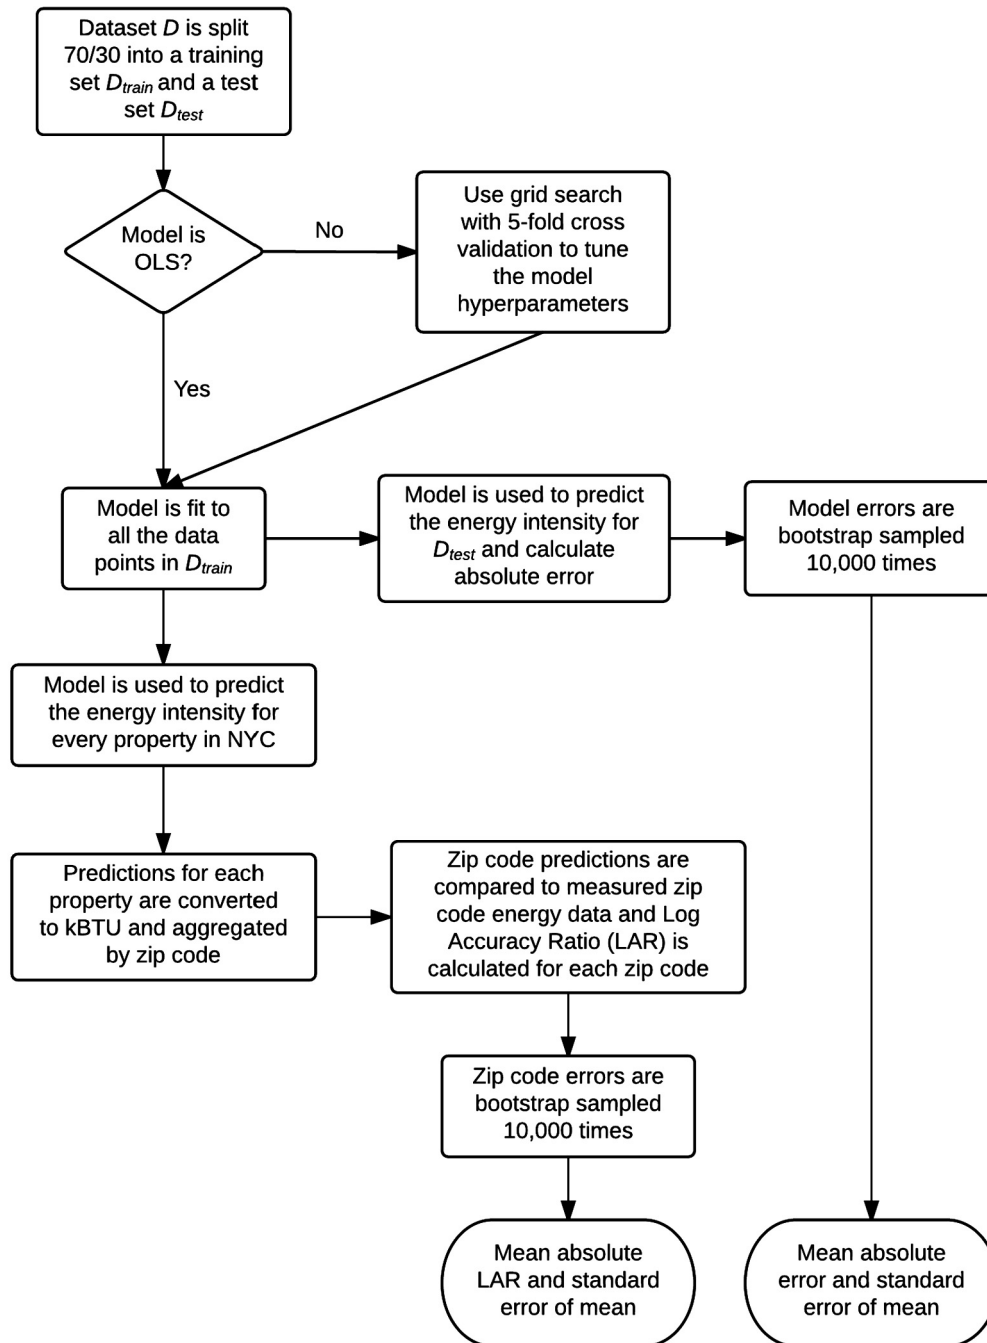 Dataset D is split
70/30 into a training
set Dtrain and a test
set Dtest
Model is
OLS?
No
Use grid search
with 5-fold cross
validation to tune
the model
hyperparameters
Yes
Model is fit to
all the data
points in Dtrain
Model is used to predict
the energy intensity for
Dtest and calculate
absolute error
Model errors are
bootstrap sampled
10,000 times
Model is used to predict
the energy intensity for
every property in NYC
Predictions for each
property are converted
to kBTU and aggregated
by zip code
Zip code predictions are
compared to measured zip
code energy data and Log
Accuracy Ratio (LAR) is
calculated for each zip code
Zip code errors are
bootstrap sampled
10,000 times
Mean absolute
LAR and standard
error of mean
Mean absolute
error and standard
error of mean